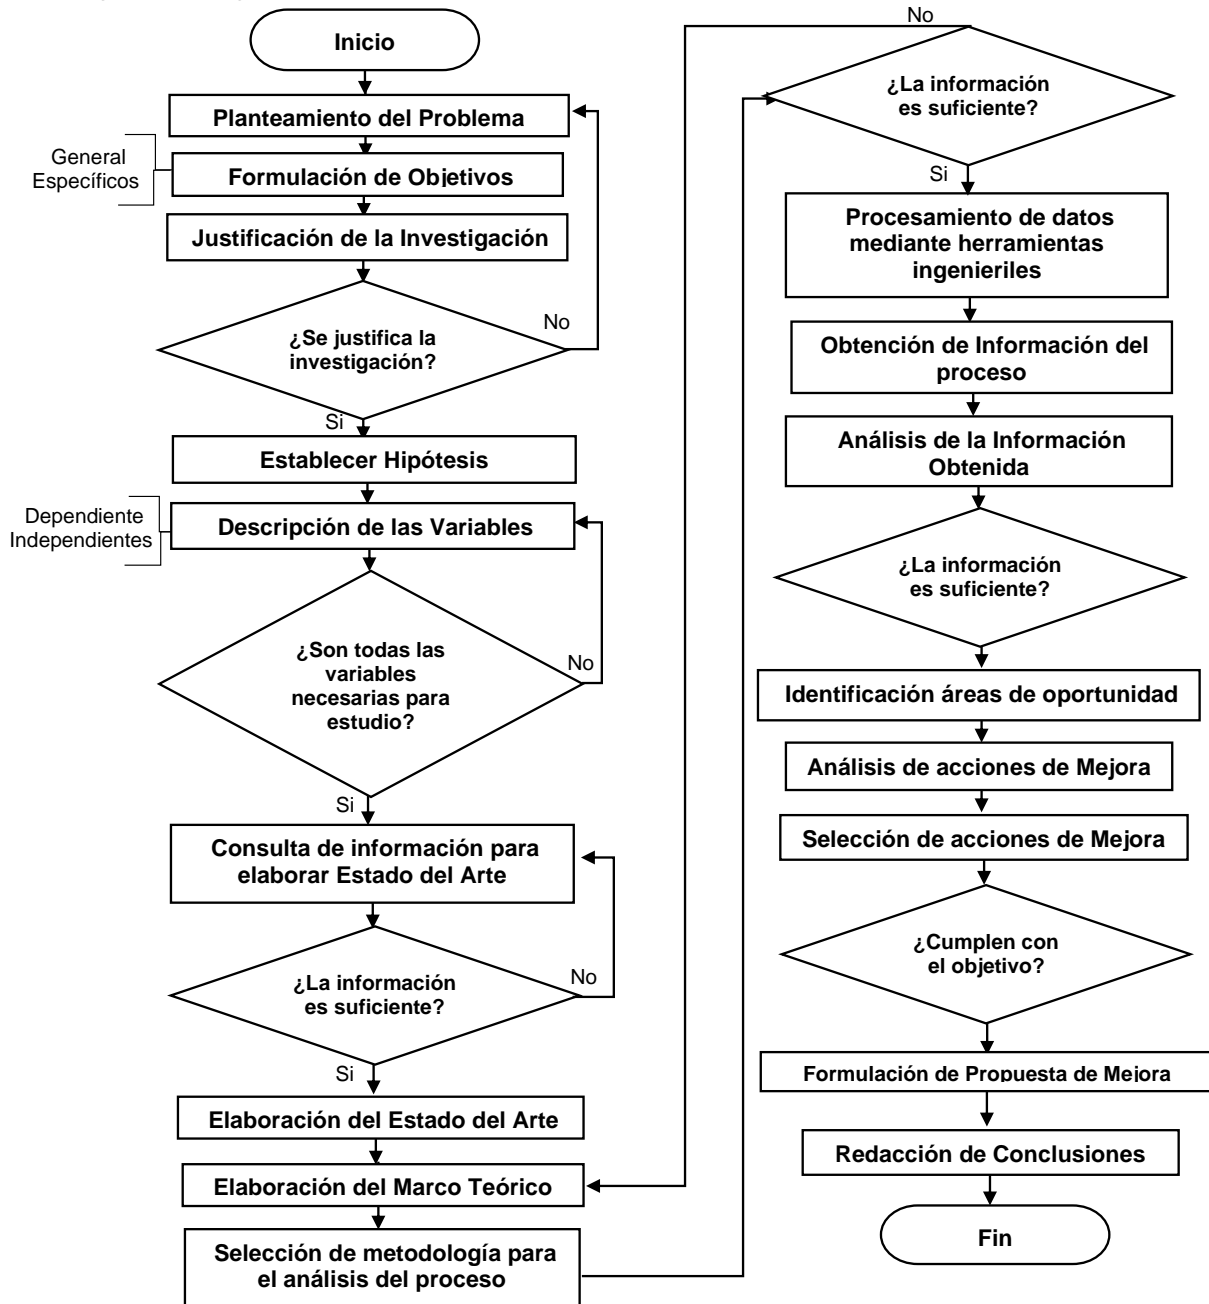 Inicio
Planteamiento del Problema
General
Específicos
Formulación de Objetivos
Justificación de la Investigación
¿Se justifica la
investigación?
No
Si
Establecer Hipótesis
Dependiente
Independientes
Descripción de las Variables
¿Son todas las
variables
necesarias para
estudio?
No
Si
Consulta de información para
elaborar Estado del Arte
¿La información
es suficiente?
No
Si
Elaboración del Estado del Arte
Elaboración del Marco Teórico
Selección de metodología para
el análisis del proceso
No
¿La información
es suficiente?
Si
Procesamiento de datos
mediante herramientas
ingenieriles
Obtención de Información del
proceso
Análisis de la Información
Obtenida
¿La información
es suficiente?
Identificación áreas de oportunidad
Análisis de acciones de Mejora
Selección de acciones de Mejora
¿Cumplen con
el objetivo?
Formulación de Propuesta de Mejora
Redacción de Conclusiones
Fin